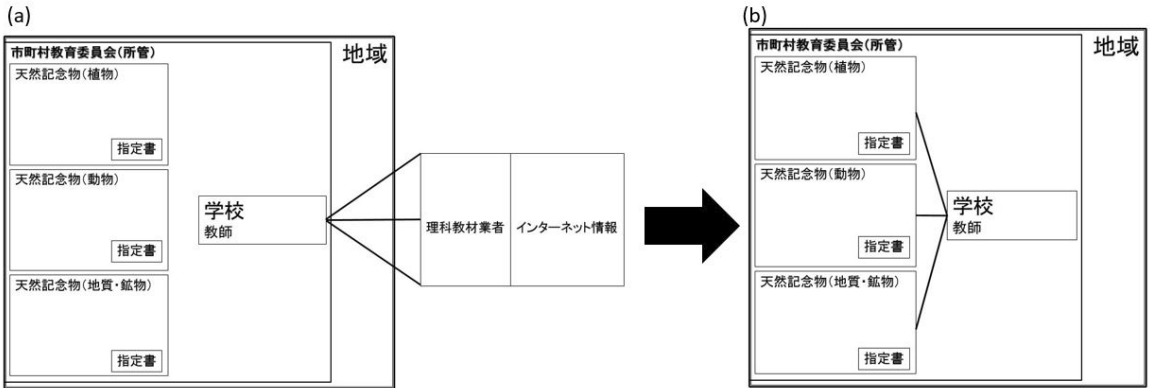 (a)
地域
市町村教育委員会(所管)
天然記念物(植物)
指定書
天然記念物(動物)
指定書
天然記念物(地質・鉱物)
指定書
学校
教師
理科教材業者
インターネット情報
(b)
地域
市町村教育委員会(所管)
天然記念物(植物)
指定書
天然記念物(動物)
指定書
天然記念物(地質・鉱物)
指定書
学校
教師